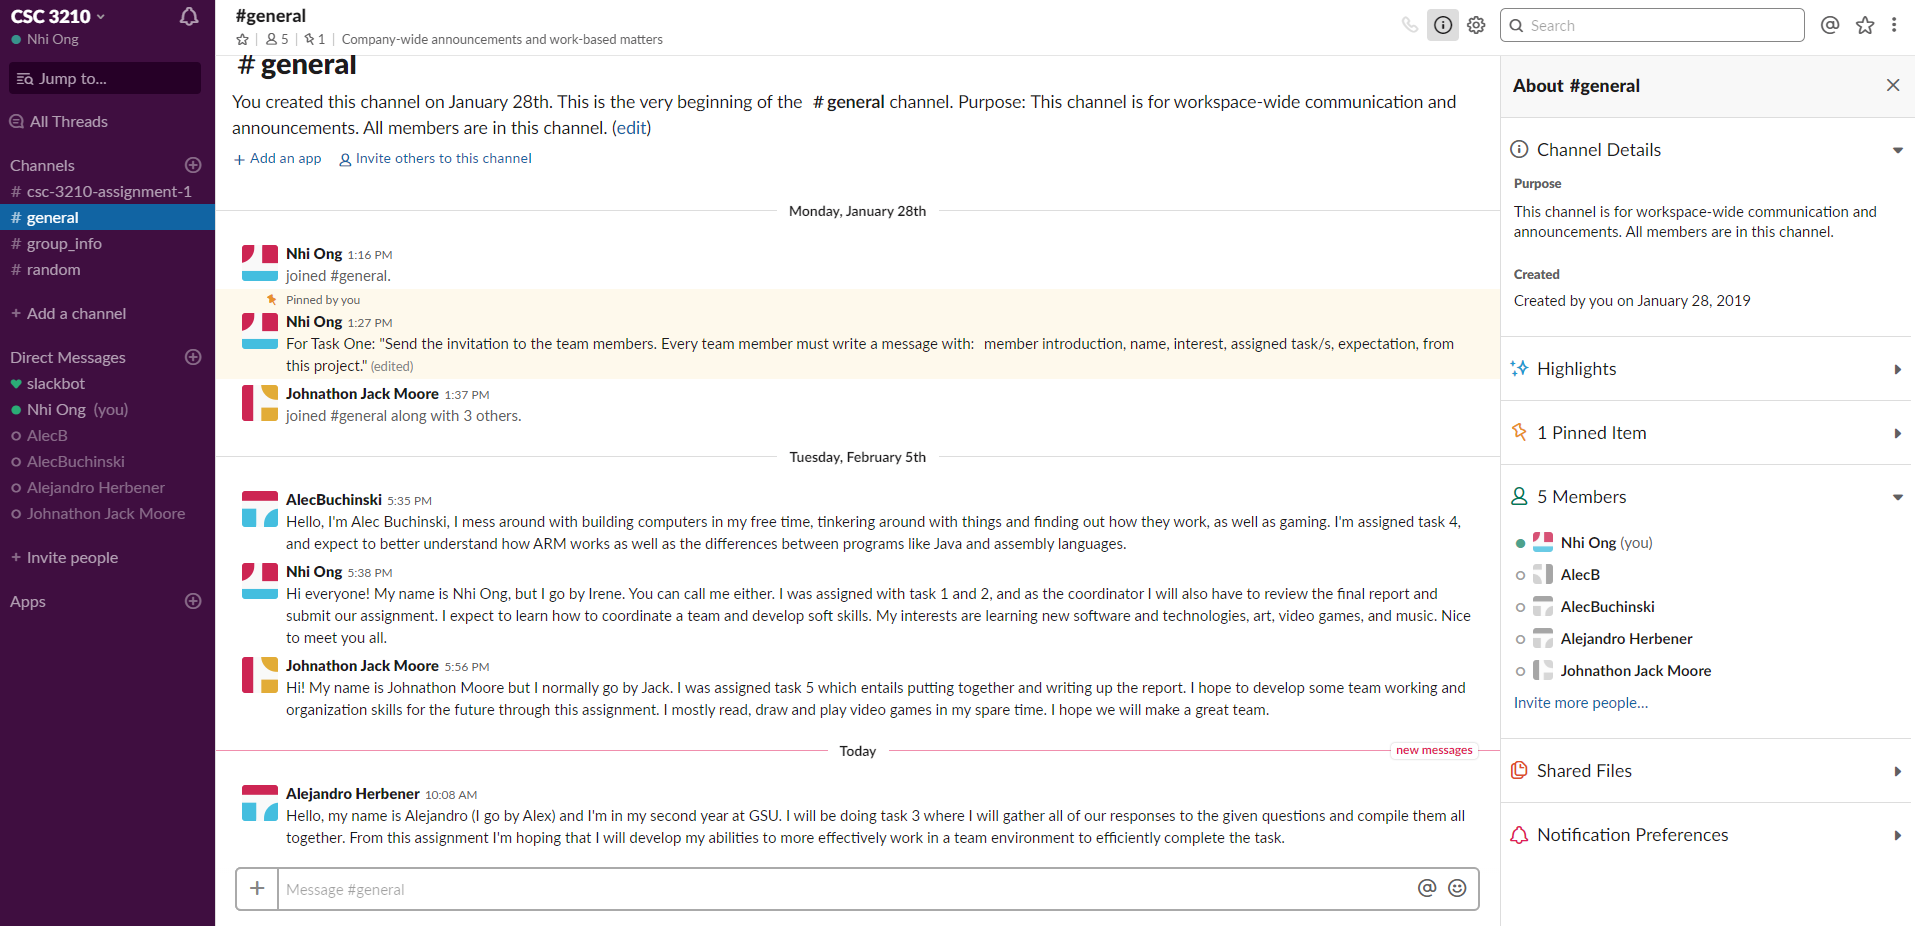 CSC 3210
Nhi Ong
Jump to...
All Threads
Channels
# csc-3210-assignment-1
# general
# group_info
# random
+ Add a channel
Direct Messages
slackbot
Nhi Ong (you)
AlecB
AlecBuchinski
Alejandro Herbener
Johnathon Jack Moore
+ Invite people
Apps
#general
5 | 1 | Company-wide announcements and work-based matters
Search
# general
You created this channel on January 28th. This is the very beginning of the # general channel. Purpose: This channel is for workspace-wide communication and
announcements. All members are in this channel. (edit)
+ Add an app Invite others to this channel
Monday, January 28th
Nhi Ong 1:16 PM
joined #general.
Pinned by you
Nhi Ong 1:27 PM
For Task One: "Send the invitation to the team members. Every team member must write a message with: member introduction, name, interest, assigned task/s, expectation, from
this project." (edited)
Johnathon Jack Moore 1:37 PM
joined #general along with 3 others.
Tuesday, February 5th
AlecBuchinski 5:35 PM
Hello, I'm Alec Buchinski, I mess around with building computers in my free time, tinkering around with things and finding out how they work, as well as gaming. I'm assigned task 4,
and expect to better understand how ARM works as well as the differences between programs like Java and assembly languages.
Nhi Ong 5:38 PM
Hi everyone! My name is Nhi Ong, but I go by Irene. You can call me either. I was assigned with task 1 and 2, and as the coordinator I will also have to review the final report and
submit our assignment. I expect to learn how to coordinate a team and develop soft skills. My interests are learning new software and technologies, art, video games, and music. Nice
to meet you all.
Johnathon Jack Moore 5:56 PM
Hi! My name is Johnathon Moore but I normally go by Jack. I was assigned task 5 which entails putting together and writing up the report. I hope to develop some team working and
organization skills for the future through this assignment. I mostly read, draw and play video games in my spare time. I hope we will make a great team.
Today
new messages
Alejandro Herbener 10:08 AM
Hello, my name is Alejandro (I go by Alex) and I'm in my second year at GSU. I will be doing task 3 where I will gather all of our responses to the given questions and compile them all
together. From this assignment I'm hoping that I will develop my abilities to more effectively work in a team environment to efficiently complete the task.
Message #general
About #general
Channel Details
Purpose
This channel is for workspace-wide communication and
announcements. All members are in this channel.
Created
Created by you on January 28, 2019
Highlights
1 Pinned Item
5 Members
Nhi Ong (you)
AlecB
AlecBuchinski
Alejandro Herbener
Johnathon Jack Moore
Invite more people...
Shared Files
Notification Preferences